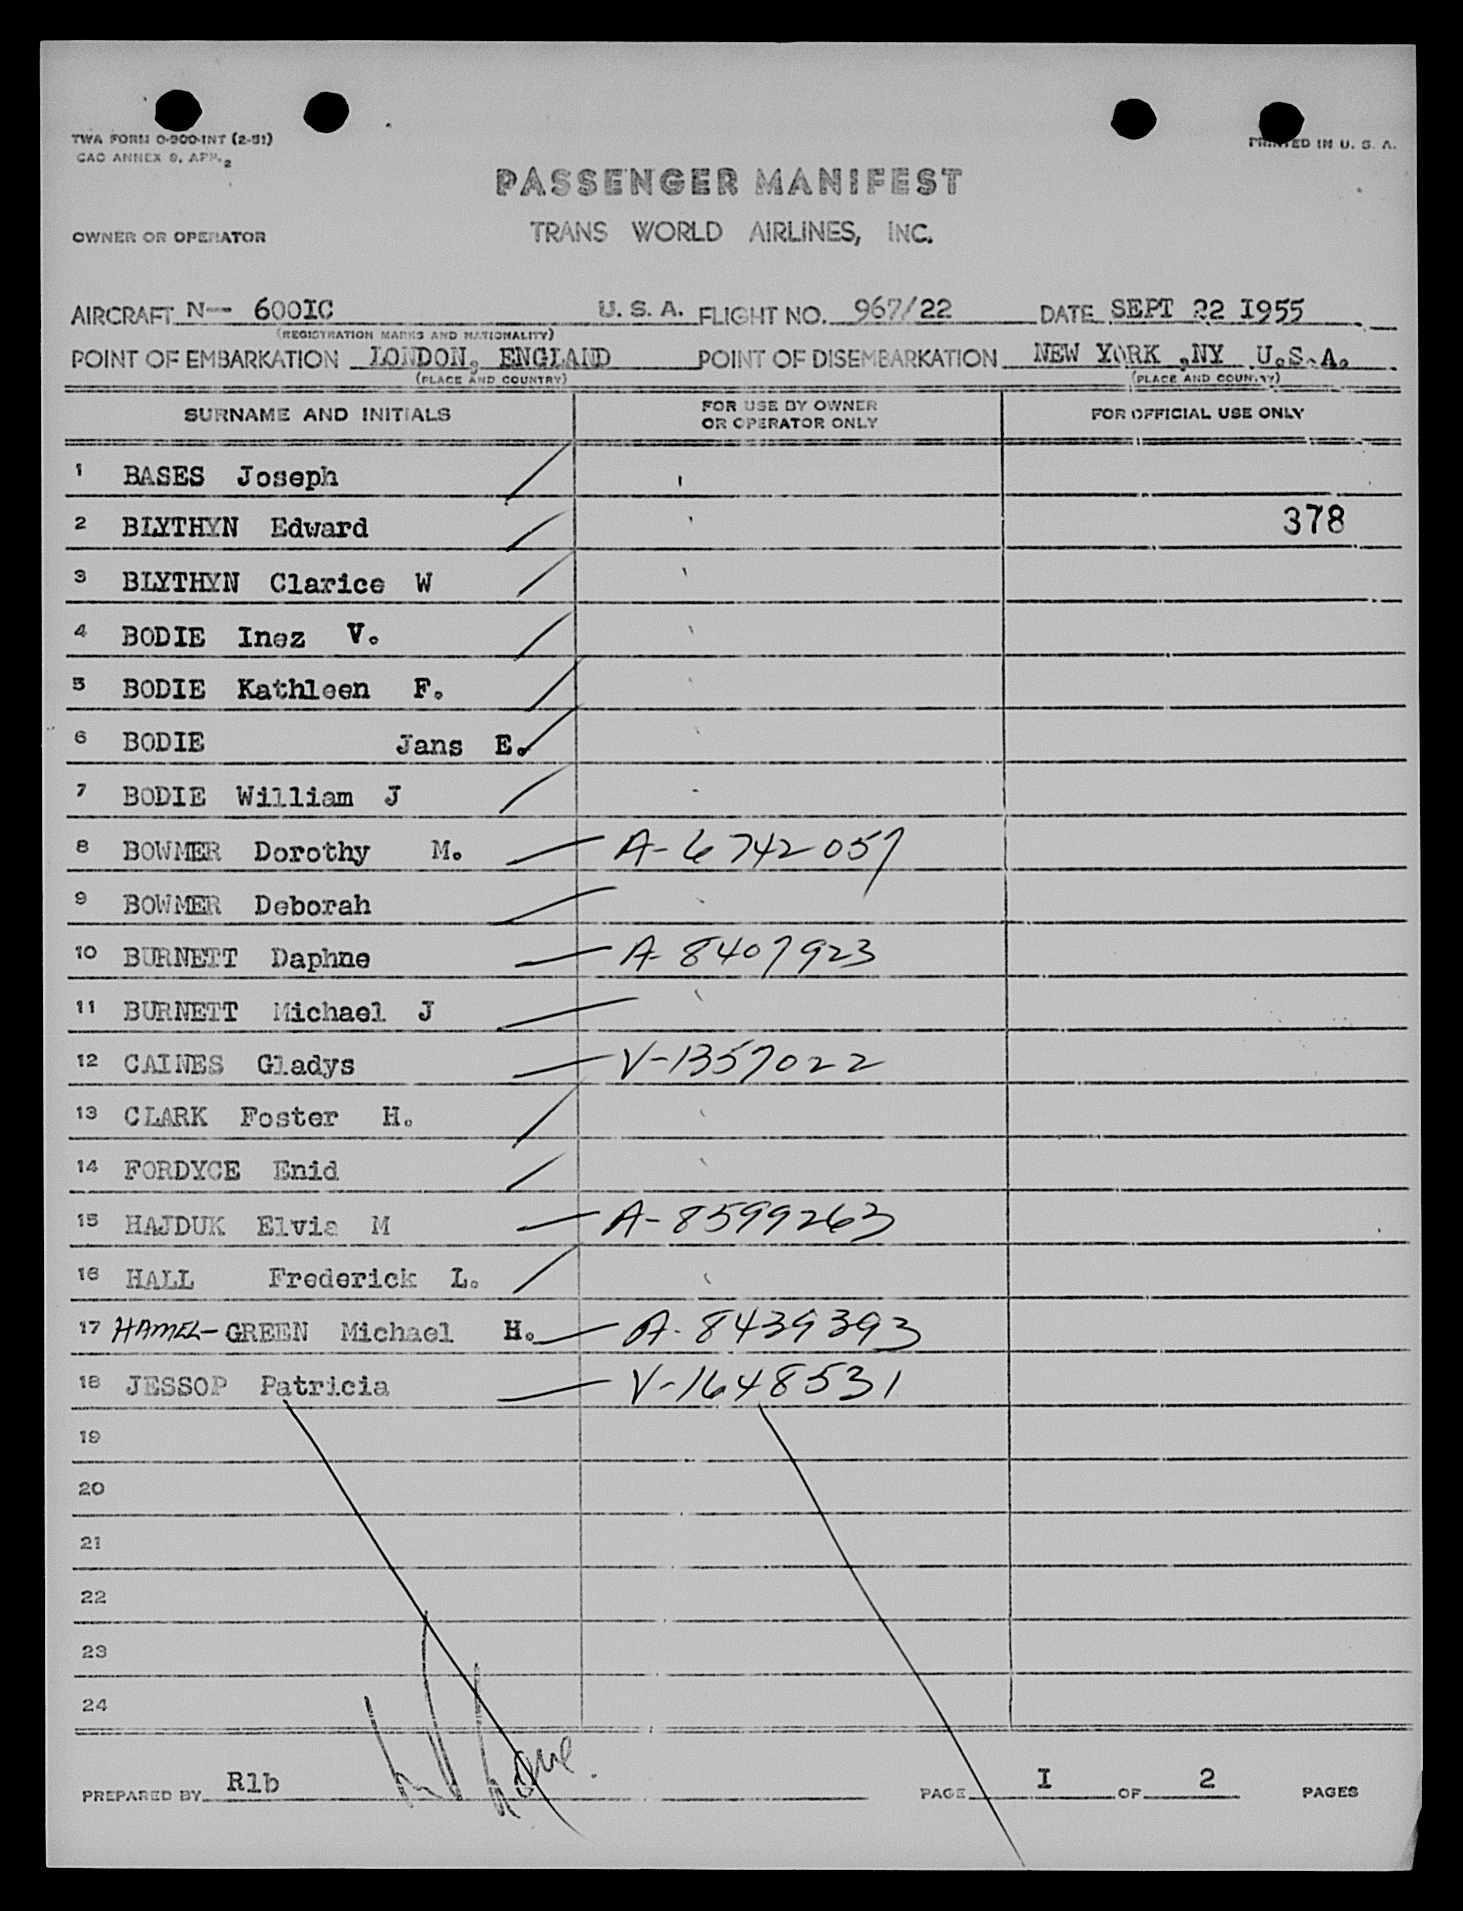 TWA FORM O-900-INT (2-51)
CAO ANNEX 9, APP. 2
PRINTED IN U. S. A.
PASSENGER MANIFEST
OWNER OR OPERATOR TRANS WORLD AIRLINES, INC.
AIRCRAFT N-- 600IC U. S. A. FLIGHT NO. 967/22 DATE SEPT 22 I955
(REGISTRATION MARKS AND NATIONALITY)
POINT OF EMBARKATION LONDON, ENGLAND POINT OF DISEMBARKATION NEW YORK ,NY U.S.A.
(PLACE AND COUNTRY) (PLACE AND COUNTRY)
SURNAME AND INITIALS FOR USE BY OWNER OR OPERATOR ONLY FOR OFFICIAL USE ONLY
1 BASES Joseph
2 BLYTHYN Edward 378
3 BLYTHYN Clarice W
4 BODIE Inez V.
5 BODIE Kathleen F.
6 BODIE Jans E.
7 BODIE William J
8 BOWMER Dorothy M. A-6742057
9 BOWMER Deborah
10 BURNETT Daphne A-8407923
11 BURNETT Michael J
12 CAINES Gladys V-1357022
13 CLARK Foster H.
14 FORDYCE Enid
15 HAJDUK Elvia M A-8599263
16 HALL Frederick L.
17 HAMEL-GREEN Michael H. A-8439393
18 JESSOP Patricia V-1648531
19
20
21
22
23
24
PREPARED BY R1b PAGE I OF 2 PAGES